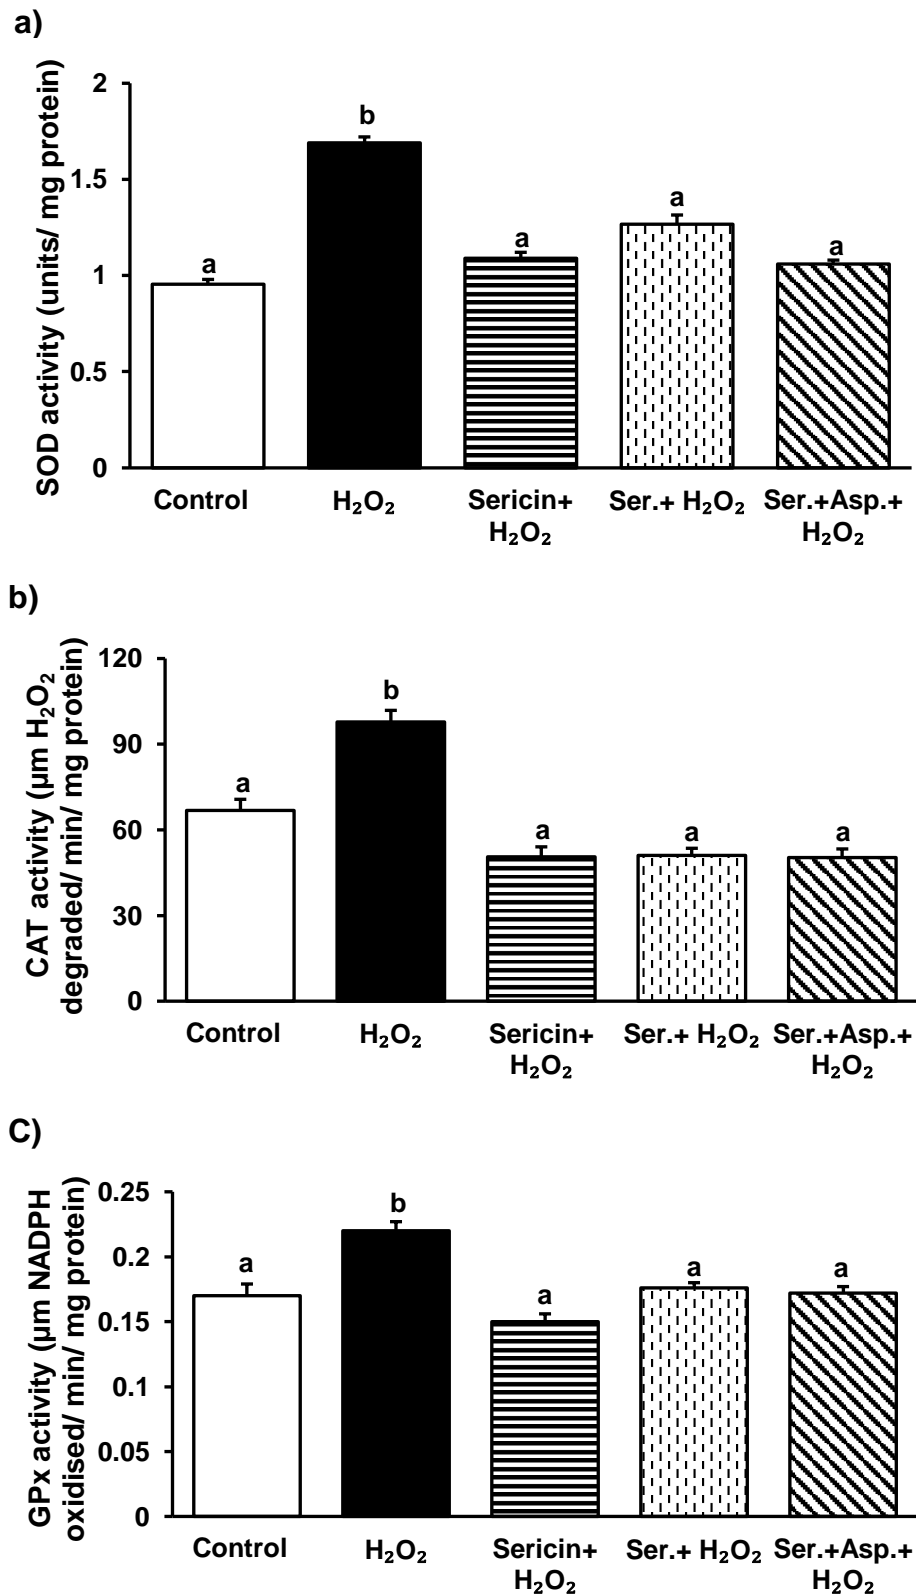 a)
SOD activity (units/ mg protein)
2
1.5
1
0.5
0
a
b
a
a
a
Control
H₂O₂
Sericin+
H₂O₂
Ser.+ H₂O₂
Ser.+Asp.+
H₂O₂
b)
CAT activity (µm H₂O₂
degraded/ min/ mg protein)
120
90
60
30
0
a
b
a
a
a
Control
H₂O₂
Sericin+
H₂O₂
Ser.+ H₂O₂
Ser.+Asp.+
H₂O₂
C)
GPx activity (µm NADPH
oxidised/ min/ mg protein)
0.25
0.2
0.15
0.1
0.05
0
a
b
a
a
a
Control
H₂O₂
Sericin+
H₂O₂
Ser.+ H₂O₂
Ser.+Asp.+
H₂O₂